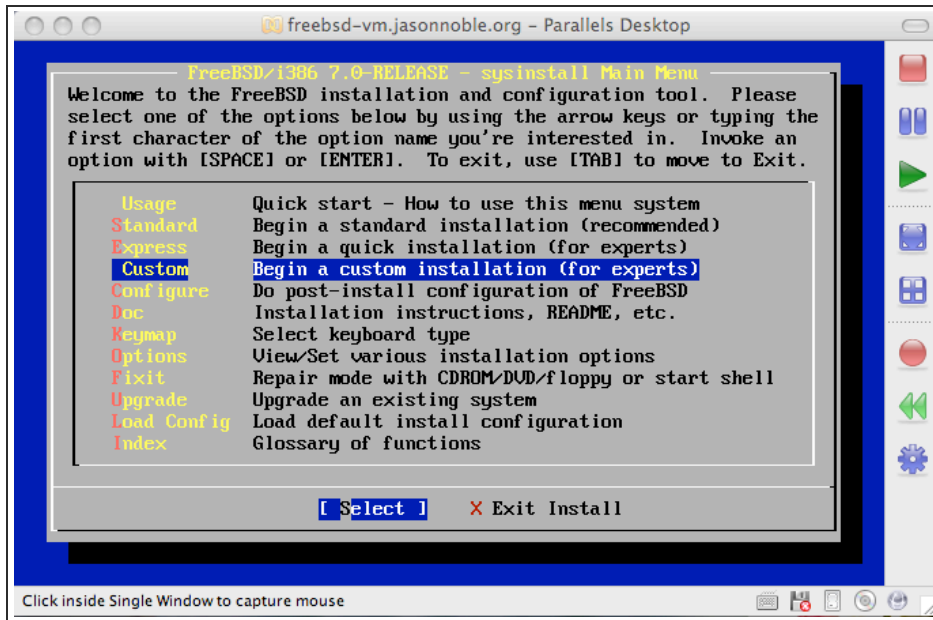 freebsd-vm.jasonnoble.org – Parallels Desktop
FreeBSD/i386 7.0-RELEASE - sysinstall Main Menu
Welcome to the FreeBSD installation and configuration tool.  Please
select one of the options below by using the arrow keys or typing the
first character of the option name you're interested in.  Invoke an
option with [SPACE] or [ENTER].  To exit, use [TAB] to move to Exit.
Usage Quick start - How to use this menu system
Standard Begin a standard installation (recommended)
Express Begin a quick installation (for experts)
Custom Begin a custom installation (for experts)
Configure Do post-install configuration of FreeBSD
Doc Installation instructions, README, etc.
Keymap Select keyboard type
Options View/Set various installation options
Fixit Repair mode with CDROM/DVD/floppy or start shell
Upgrade Upgrade an existing system
Load Config Load default install configuration
Index Glossary of functions
[ Select ] X Exit Install
Click inside Single Window to capture mouse